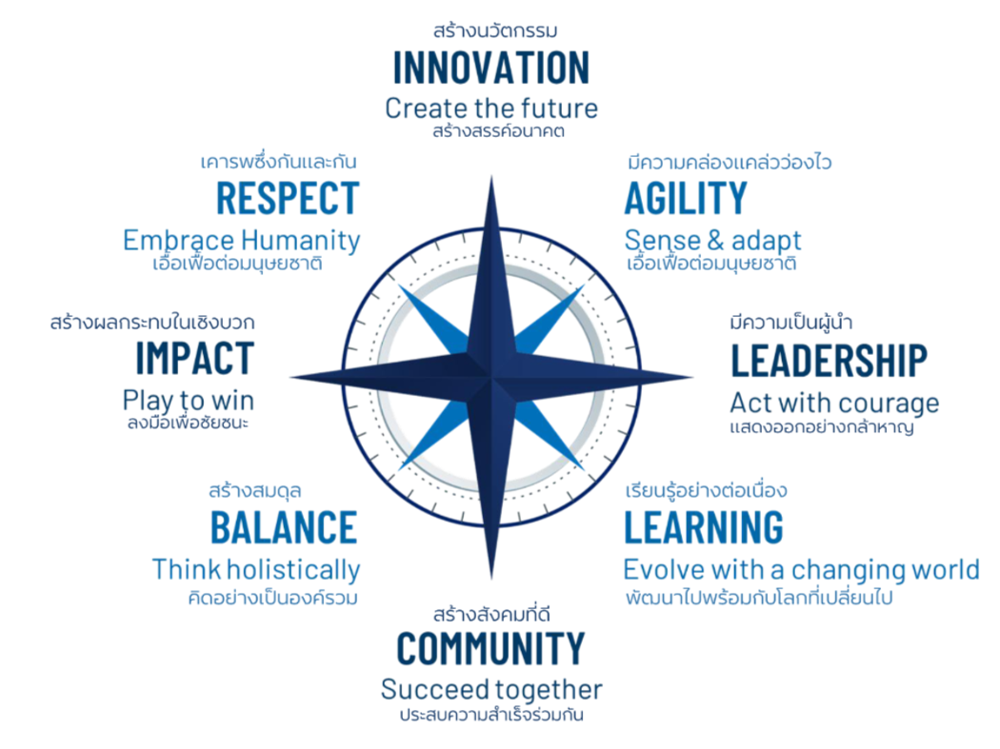 สร้างนวัตกรรม
INNOVATION
Create the future
สร้างสรรค์อนาคต
เคารพซึ่งกันและกัน
RESPECT
Embrace Humanity
เอื้อเฟื้อต่อมนุษยชาติ
มีความคล่องแคล่วว่องไว
AGILITY
Sense & adapt
เอื้อเฟื้อต่อมนุษยชาติ
สร้างผลกระทบในเชิงบวก
IMPACT
Play to win
ลงมือเพื่อชัยชนะ
มีความเป็นผู้นำ
LEADERSHIP
Act with courage
แสดงออกอย่างกล้าหาญ
สร้างสมดุล
BALANCE
Think holistically
คิดอย่างเป็นองค์รวม
เรียนรู้อย่างต่อเนื่อง
LEARNING
Evolve with a changing world
พัฒนาไปพร้อมกับโลกที่เปลี่ยนไป
สร้างสังคมที่ดี
COMMUNITY
Succeed together
ประสบความสำเร็จร่วมกัน